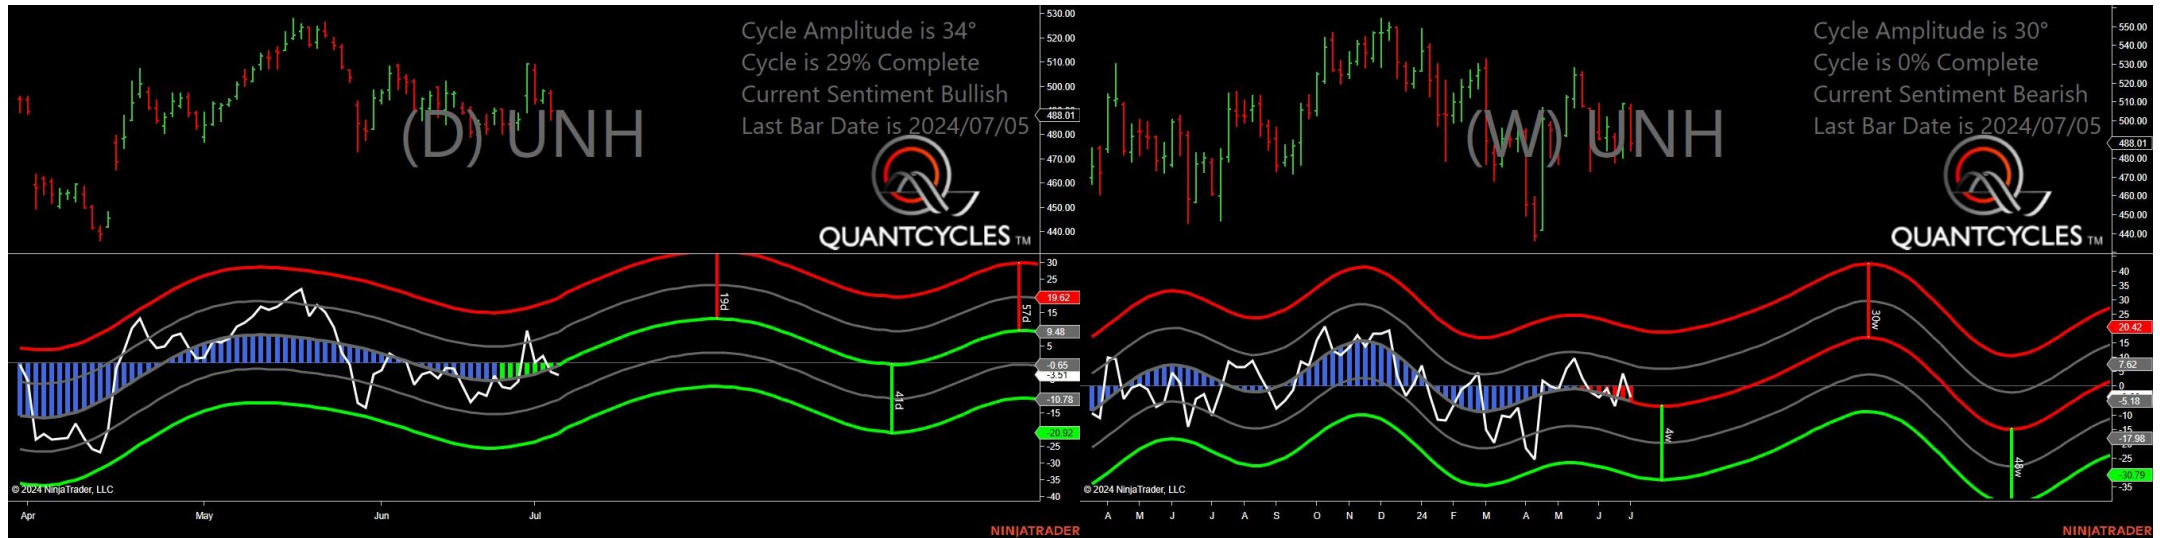 Cycle Amplitude is 34°
Cycle is 29% Complete
Current Sentiment Bullish
Last Bar Date is 2024/07/05
(D) UNH
QUANTCYCLES TM
530.00
520.00
510.00
500.00
488.01
480.00
470.00
460.00
450.00
440.00
30
25
19.62
15
9.48
5
-0.65
-3.51
-10.78
-15
-20.92
-25
-30
-35
-40
19d
57d
41d
© 2024 NinjaTrader, LLC
Apr May Jun Jul
NINJATRADER
Cycle Amplitude is 30°
Cycle is 0% Complete
Current Sentiment Bearish
Last Bar Date is 2024/07/05
(W) UNH
QUANTCYCLES TM
550.00
540.00
530.00
520.00
510.00
500.00
488.01
480.00
470.00
460.00
450.00
440.00
40
35
30
25
20.42
15
10
7.62
5
0
-5.18
-10
-15
-17.98
-25
-30.79
-35
30w
4w
48w
© 2024 NinjaTrader, LLC
A M J J A S O N D 24 F M A M J J
NINJATRADER